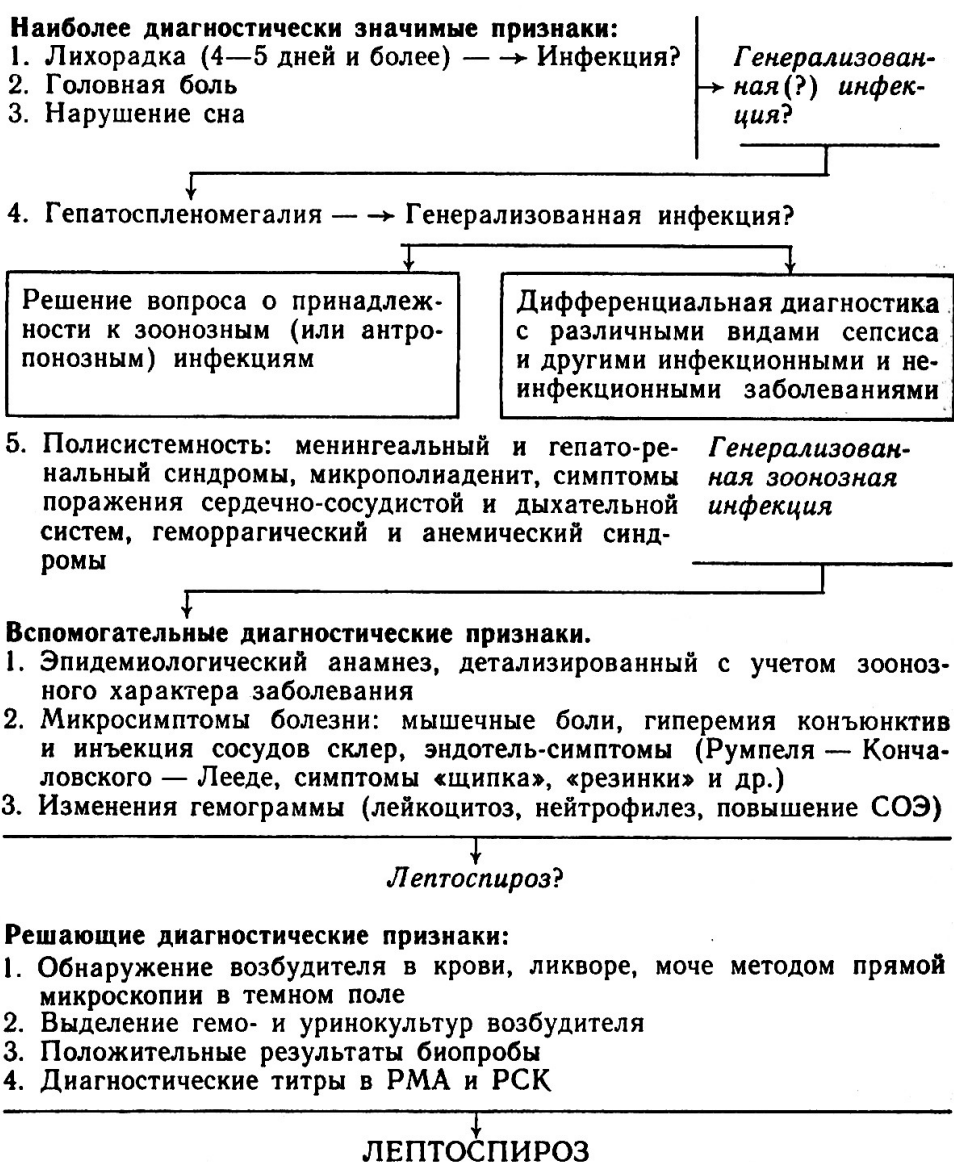 Наиболее диагностически значимые признаки:
1. Лихорадка (4—5 дней и более) — → Инфекция?
2. Головная боль
3. Нарушение сна
Генерализован-
→ ная(?) инфек-
ция?
4. Гепатоспленомегалия — → Генерализованная инфекция?
Решение вопроса о принадлеж-
ности к зоонозным (или антро-
понозным) инфекциям
Дифференциальная диагностика
с различными видами сепсиса
и другими инфекционными и не-
инфекционными заболеваниями
5. Полисистемность: менингеальный и гепато-ре-
нальный синдромы, микрополиаденит, симптомы
поражения сердечно-сосудистой и дыхательной
систем, геморрагический и анемический синд-
ромы
Генерализован-
ная зоонозная
инфекция
Вспомогательные диагностические признаки.
1. Эпидемиологический анамнез, детализированный с учетом зооноз-
ного характера заболевания
2. Микросимптомы болезни: мышечные боли, гиперемия конъюнктив
и инъекция сосудов склер, эндотель-симптомы (Румпеля — Конча-
ловского — Лееде, симптомы «щипка», «резинки» и др.)
3. Изменения гемограммы (лейкоцитоз, нейтрофилез, повышение СОЭ)
Лептоспироз?
Решающие диагностические признаки:
1. Обнаружение возбудителя в крови, ликворе, моче методом прямой
микроскопии в темном поле
2. Выделение гемо- и уринокультур возбудителя
3. Положительные результаты биопробы
4. Диагностические титры в РМА и РСК
ЛЕПТОСПИРОЗ